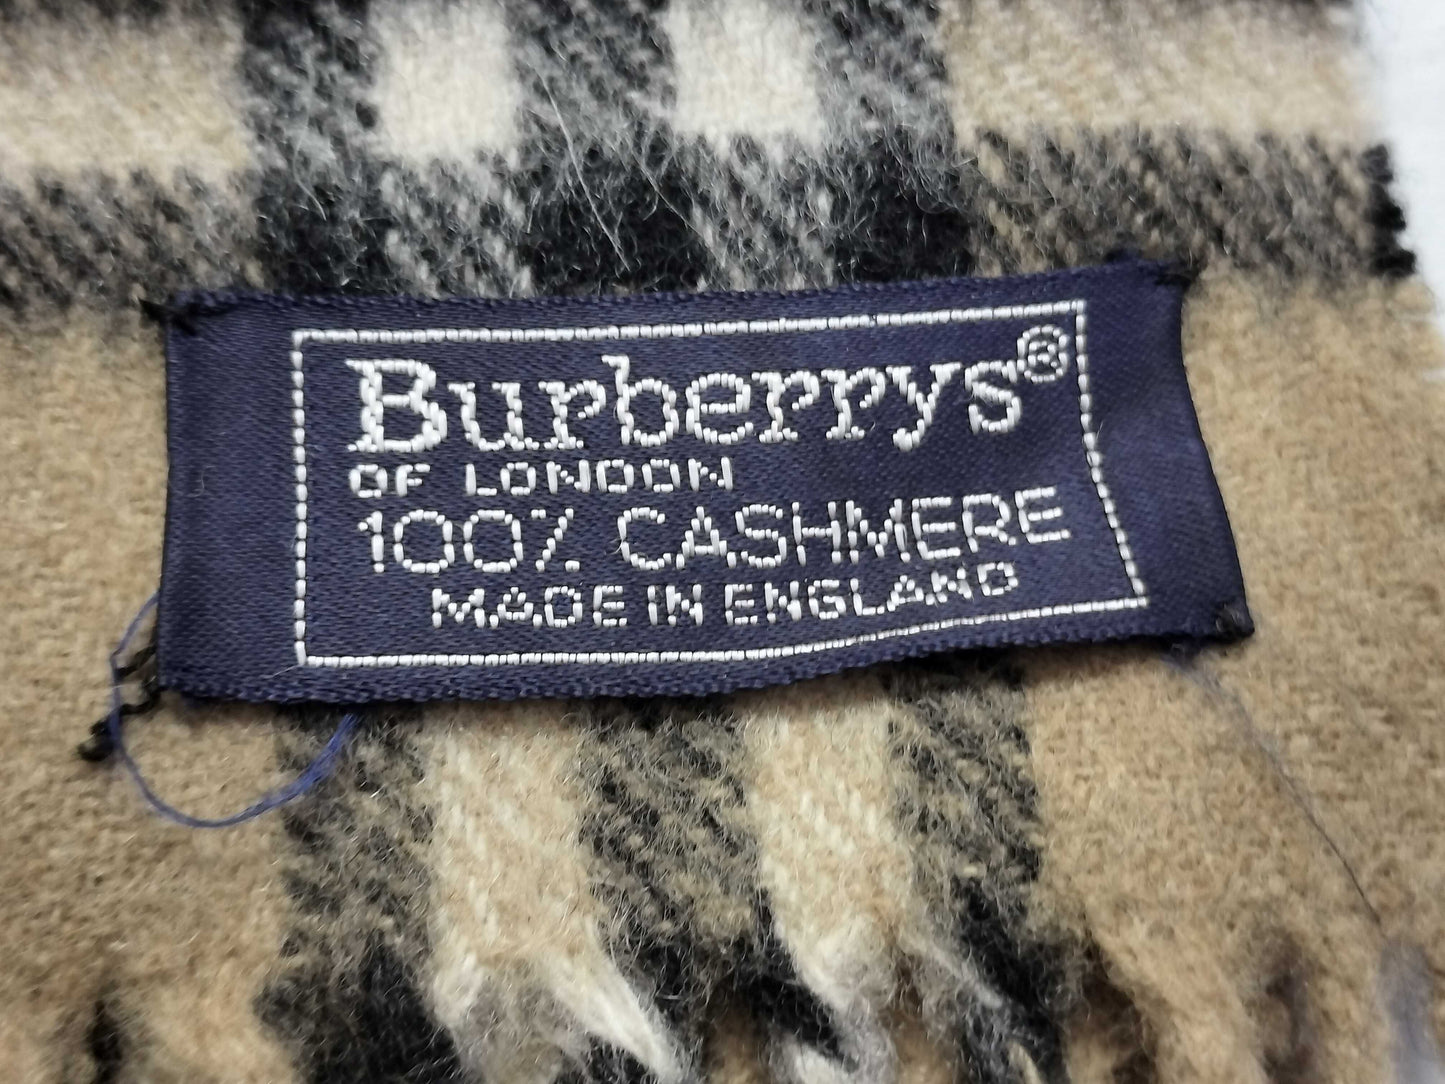 Burberrys®
OF LONDON
100% CASHMERE
MADE IN ENGLAND